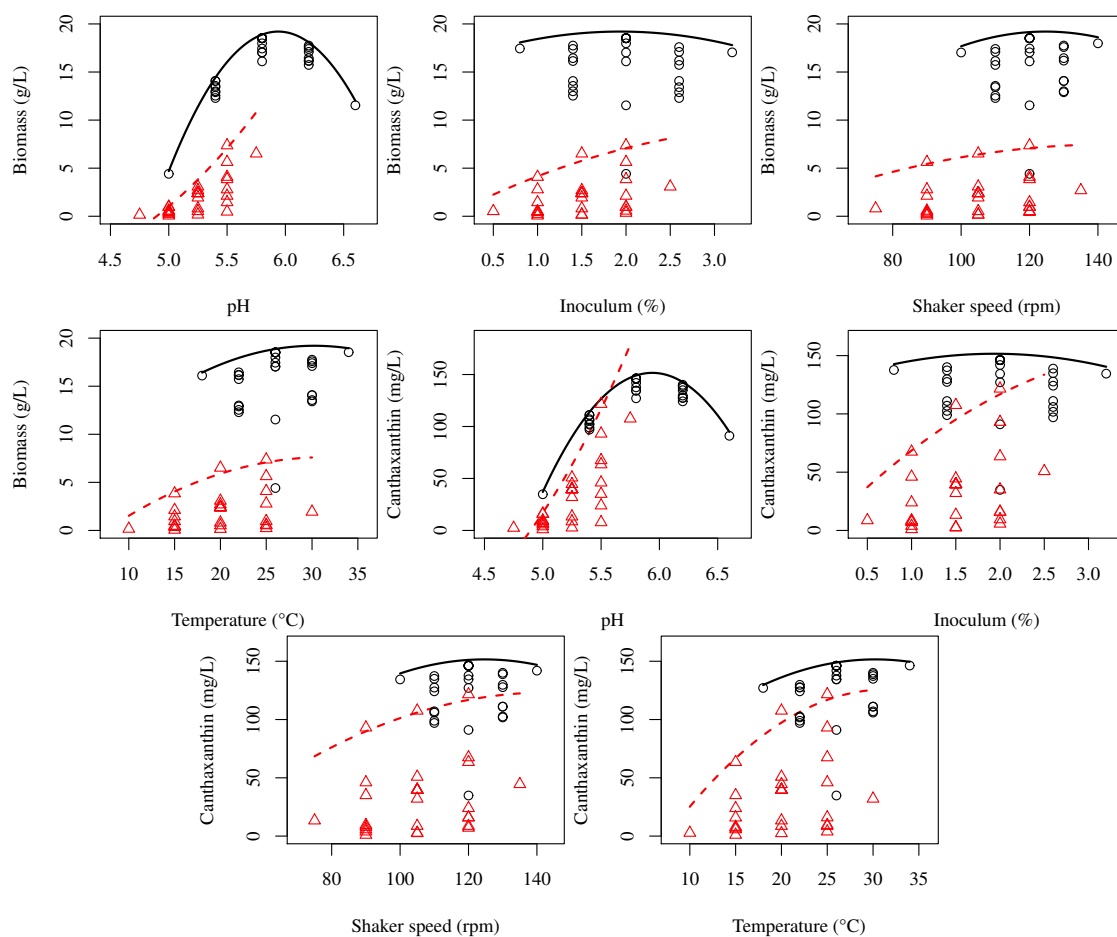 Biomass (g/L)
0 5 10 15 20
4.5 5.0 5.5 6.0 6.5
pH
Biomass (g/L)
0 5 10 15 20
0.5 1.0 1.5 2.0 2.5 3.0
Inoculum (%)
Biomass (g/L)
0 5 10 15 20
80 100 120 140
Shaker speed (rpm)
Biomass (g/L)
0 5 10 15 20
10 15 20 25 30 35
Temperature (°C)
Canthaxanthin (mg/L)
0 50 100 150
4.5 5.0 5.5 6.0 6.5
pH
Canthaxanthin (mg/L)
0 50 100 150
0.5 1.0 1.5 2.0 2.5 3.0
Inoculum (%)
Canthaxanthin (mg/L)
0 50 100 150
80 100 120 140
Shaker speed (rpm)
Canthaxanthin (mg/L)
0 50 100 150
10 15 20 25 30 35
Temperature (°C)